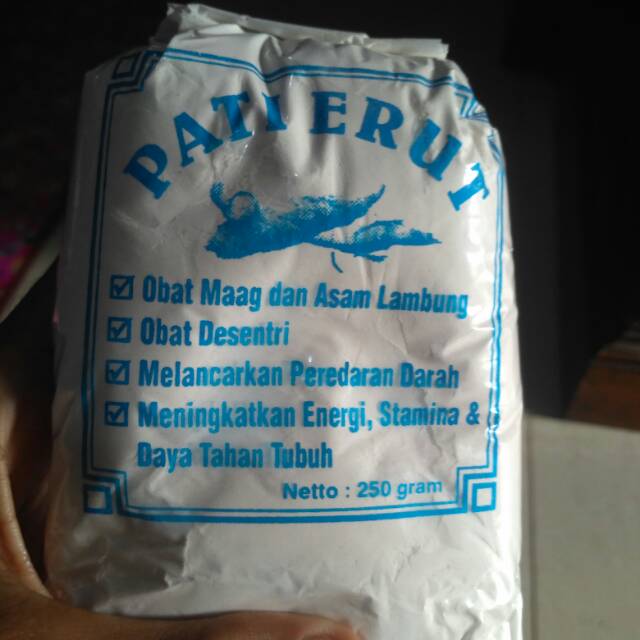 PATI ERUT
☑ Obat Maag dan Asam Lambung
☑ Obat Desentri
☑ Melancarkan Peredaran Darah
☑ Meningkatkan Energi, Stamina &
Daya Tahan Tubuh
Netto : 250 gram